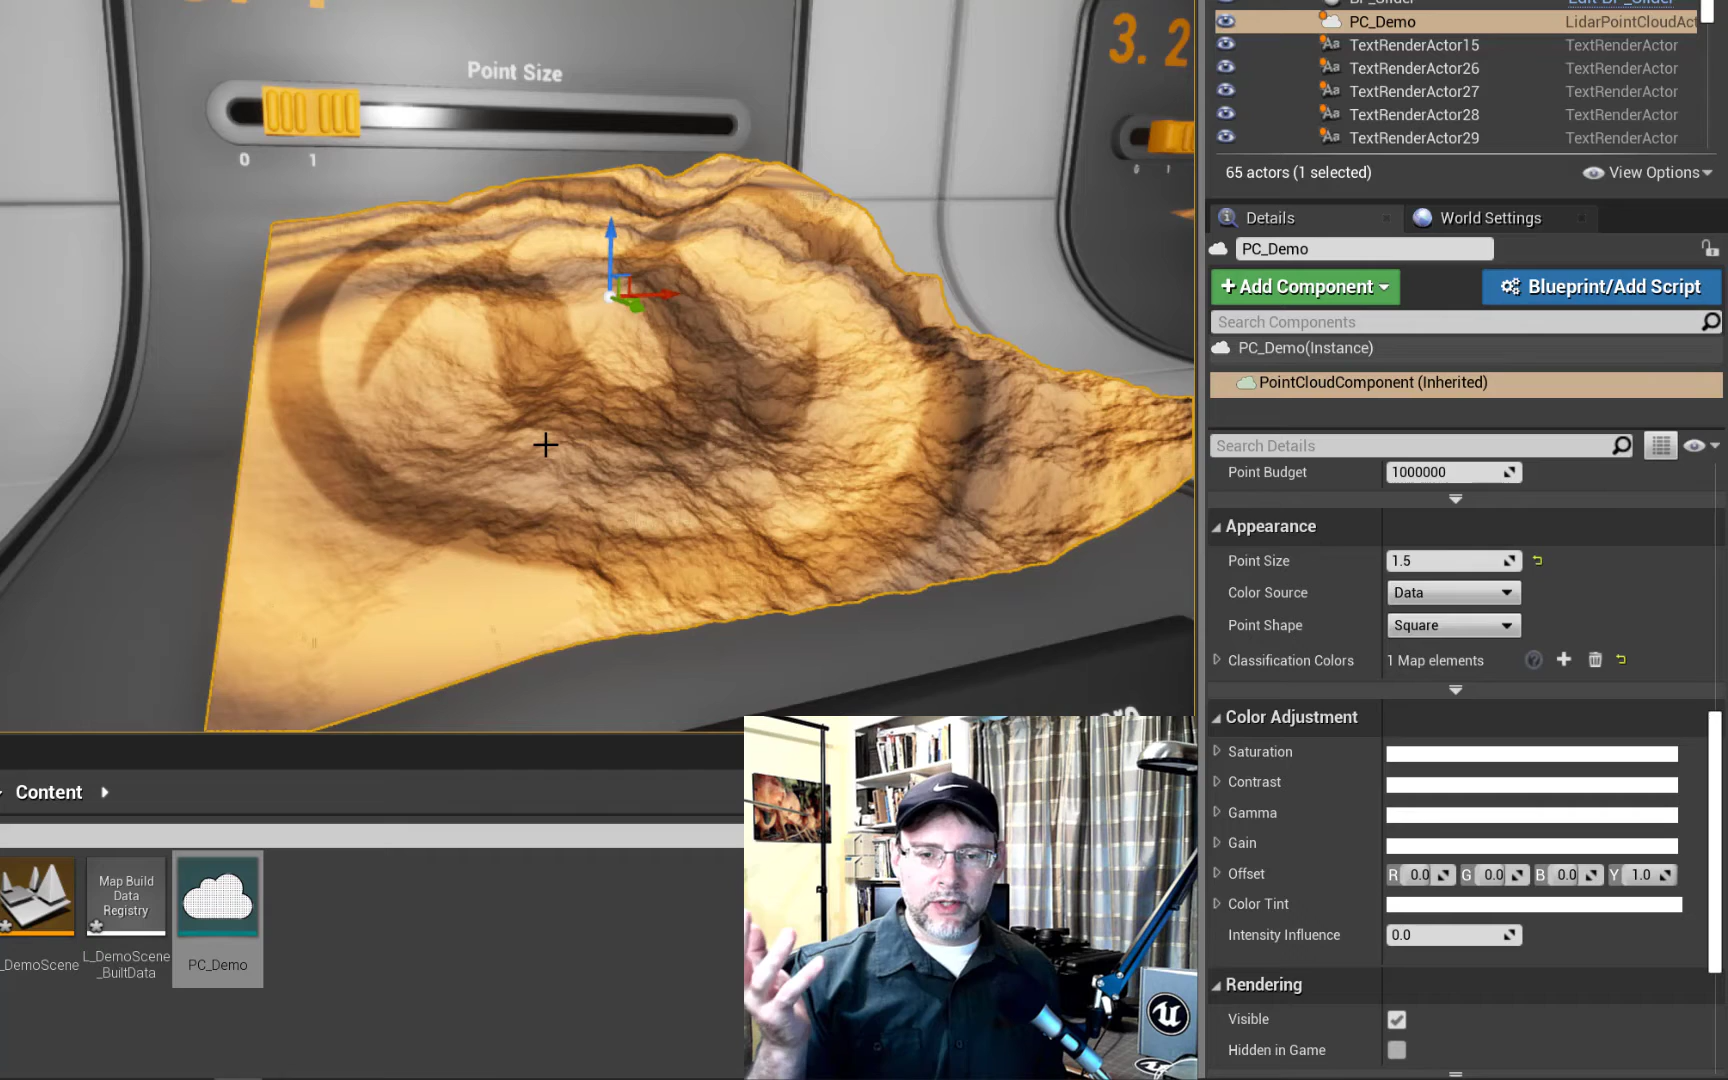 Point Size
0 1
3.2
0 1
PC_Demo LidarPointCloudAct
TextRenderActor15 TextRenderActor
TextRenderActor26 TextRenderActor
TextRenderActor27 TextRenderActor
TextRenderActor28 TextRenderActor
TextRenderActor29 TextRenderActor
65 actors (1 selected) View Options
Details World Settings
PC_Demo
+ Add Component Blueprint/Add Script
Search Components
PC_Demo(Instance)
PointCloudComponent (Inherited)
Search Details
Point Budget 1000000
Appearance
Point Size 1.5
Color Source Data
Point Shape Square
Classification Colors 1 Map elements
Color Adjustment
Saturation
Contrast
Gamma
Gain
Offset R 0.0 G 0.0 B 0.0 Y 1.0
Color Tint
Intensity Influence 0.0
Rendering
Visible
Hidden in Game
Content
Map Build
Data
Registry
_DemoScene
L_DemoScene
_BuiltData
PC_Demo